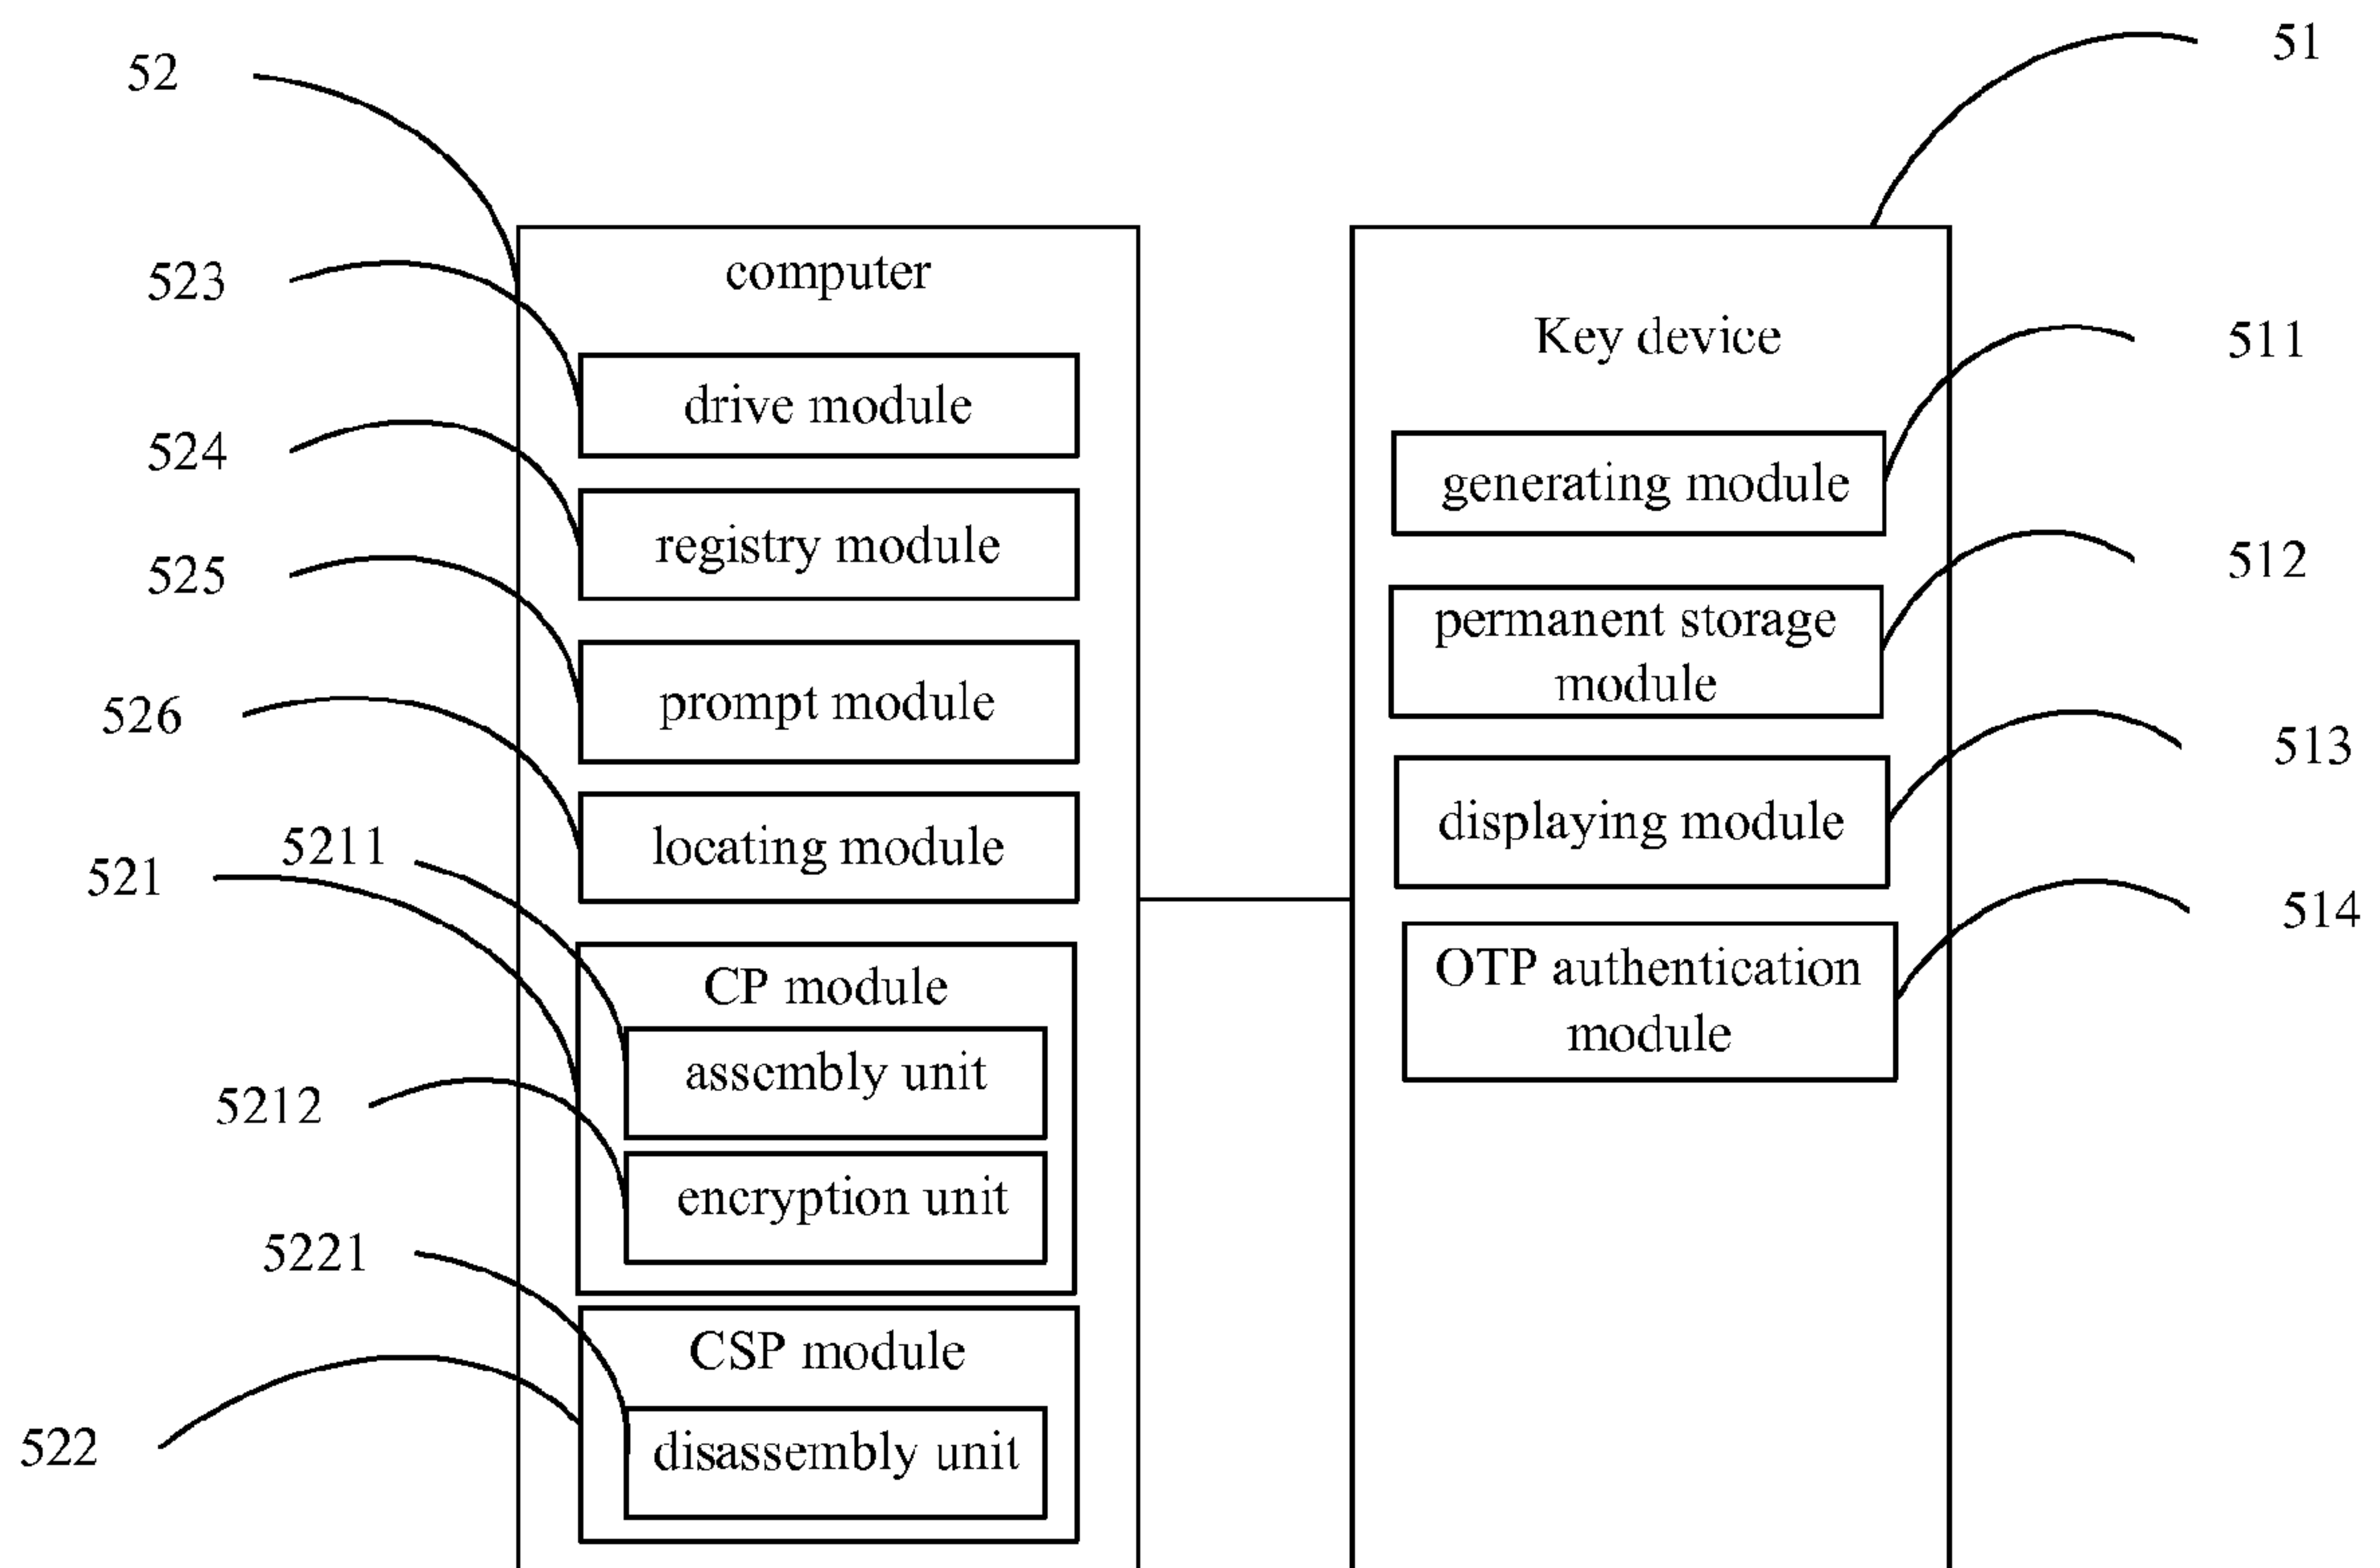 52
51
computer
523
Key device
511
drive module
524
generating module
registry module
512
525
permanent storage
module
prompt module
526
513
displaying module
locating module
5211
521
514
OTP authentication
module
CP module
assembly unit
5212
encryption unit
5221
CSP module
522
disassembly unit